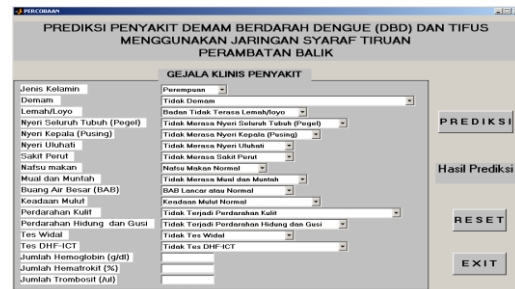 PERCOBAAN
PREDIKSI PENYAKIT DEMAM BERDARAH DENGUE (DBD) DAN TIFUS
MENGGUNAKAN JARINGAN SYARAF TIRUAN
PERAMBATAN BALIK
GEJALA KLINIS PENYAKIT
Jenis Kelamin Perempuan
Demam Tidak Demam
Lemah/Loyo Badan Tidak Terasa Lemah/loyo
Nyeri Seluruh Tubuh (Pegel) Tidak Merasa Nyeri Seluruh Tubuh (Pegel)
Nyeri Kepala (Pusing) Tidak Merasa Nyeri Kepala (Pusing)
Nyeri Uluhati Tidak Merasa Nyeri Uluhati
Sakit Perut Tidak Merasa Sakit Perut
Nafsu makan Nafsu Makan Normal
Mual dan Muntah Tidak Merasa Mual dan Muntah
Buang Air Besar (BAB) BAB Lancar atau Normal
Keadaan Mulut Keadaan Mulut Normal
Perdarahan Kulit Tidak Terjadi Perdarahan Kulit
Perdarahan Hidung dan Gusi Tidak Terjadi Perdarahan Hidung dan Gusi
Tes Widal Tidak Tes Widal
Tes DHF-ICT Tidak Tes DHF-ICT
Jumlah Hemoglobin (g/dl)
Jumlah Hematrokit (%)
Jumlah Trombosit (/ul)
PREDIKSI
Hasil Prediksi
RESET
EXIT